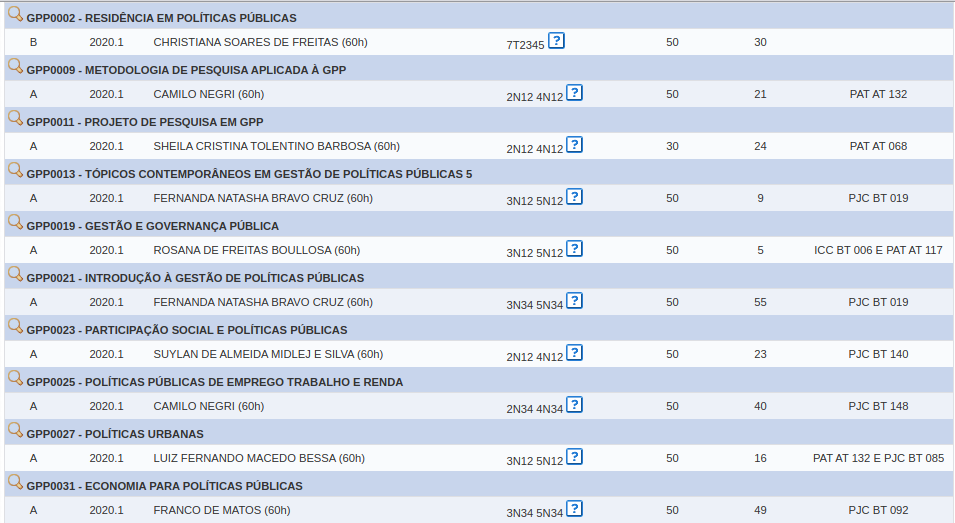 GPP0002 - RESIDÊNCIA EM POLÍTICAS PÚBLICAS
B 2020.1 CHRISTIANA SOARES DE FREITAS (60h) 7T2345 ? 50 30
GPP0009 - METODOLOGIA DE PESQUISA APLICADA À GPP
A 2020.1 CAMILO NEGRI (60h) 2N12 4N12 ? 50 21 PAT AT 132
GPP0011 - PROJETO DE PESQUISA EM GPP
A 2020.1 SHEILA CRISTINA TOLENTINO BARBOSA (60h) 2N12 4N12 ? 30 24 PAT AT 068
GPP0013 - TÓPICOS CONTEMPORÂNEOS EM GESTÃO DE POLÍTICAS PÚBLICAS 5
A 2020.1 FERNANDA NATASHA BRAVO CRUZ (60h) 3N12 5N12 ? 50 9 PJC BT 019
GPP0019 - GESTÃO E GOVERNANÇA PÚBLICA
A 2020.1 ROSANA DE FREITAS BOULLOSA (60h) 3N12 5N12 ? 50 5 ICC BT 006 E PAT AT 117
GPP0021 - INTRODUÇÃO À GESTÃO DE POLÍTICAS PÚBLICAS
A 2020.1 FERNANDA NATASHA BRAVO CRUZ (60h) 3N34 5N34 ? 50 55 PJC BT 019
GPP0023 - PARTICIPAÇÃO SOCIAL E POLÍTICAS PÚBLICAS
A 2020.1 SUYLAN DE ALMEIDA MIDLEJ E SILVA (60h) 2N12 4N12 ? 50 23 PJC BT 140
GPP0025 - POLÍTICAS PÚBLICAS DE EMPREGO TRABALHO E RENDA
A 2020.1 CAMILO NEGRI (60h) 2N34 4N34 ? 50 40 PJC BT 148
GPP0027 - POLÍTICAS URBANAS
A 2020.1 LUIZ FERNANDO MACEDO BESSA (60h) 3N12 5N12 ? 50 16 PAT AT 132 E PJC BT 085
GPP0031 - ECONOMIA PARA POLÍTICAS PÚBLICAS
A 2020.1 FRANCO DE MATOS (60h) 3N34 5N34 ? 50 49 PJC BT 092